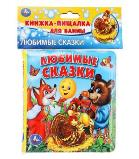 КНИЖКА-ПИЩАЛКА
ДЛЯ ВАННЫ
ЛЮБИМЫЕ СКАЗКИ
ЛЮБИМЫЕ
СКАЗКИ